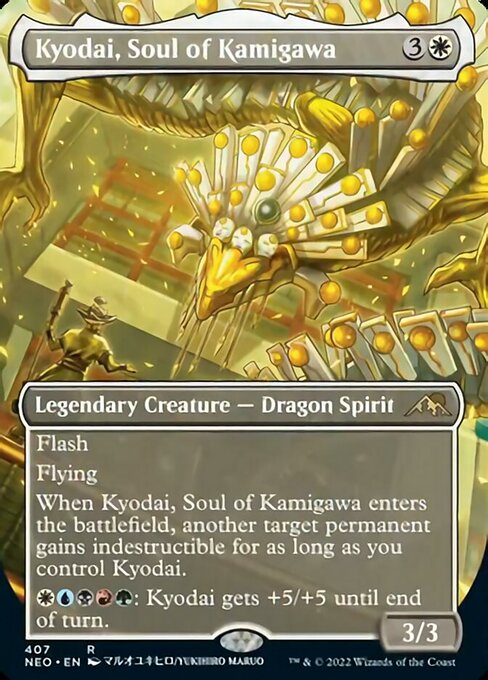 Kyodai, Soul of Kamigawa 3
Legendary Creature — Dragon Spirit
Flash
Flying
When Kyodai, Soul of Kamigawa enters
the battlefield, another target permanent
gains indestructible for as long as you
control Kyodai.
: Kyodai gets +5/+5 until end
of turn.
3/3
407 R
NEO • EN マルオユキヒロ/YUKIHIRO MARUO
™ & © 2022 Wizards of the Coast